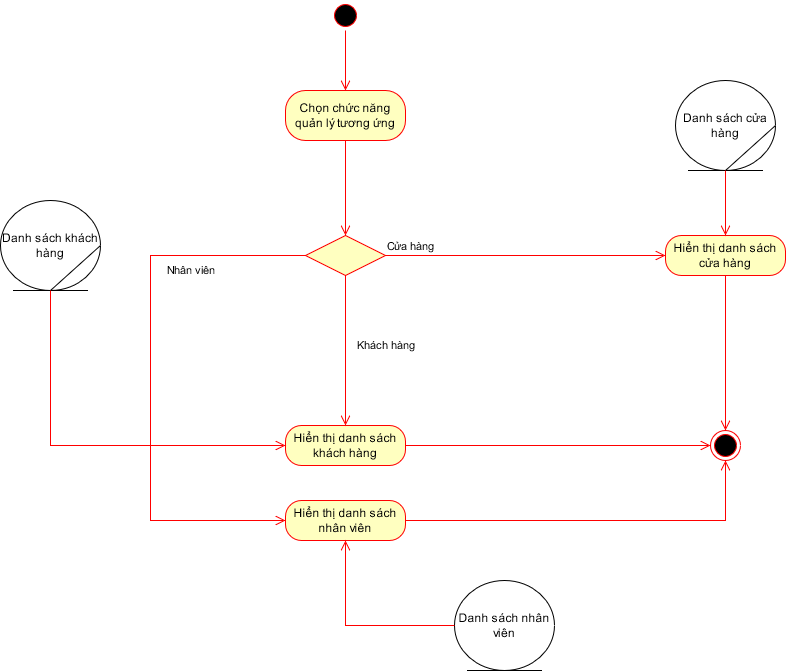 Chọn chức năng
quản lý tương ứng
Danh sách cửa
hàng
Danh sách khách
hàng
Cửa hàng
Hiển thị danh sách
cửa hàng
Nhân viên
Khách hàng
Hiển thị danh sách
khách hàng
Hiển thị danh sách
nhân viên
Danh sách nhân
viên